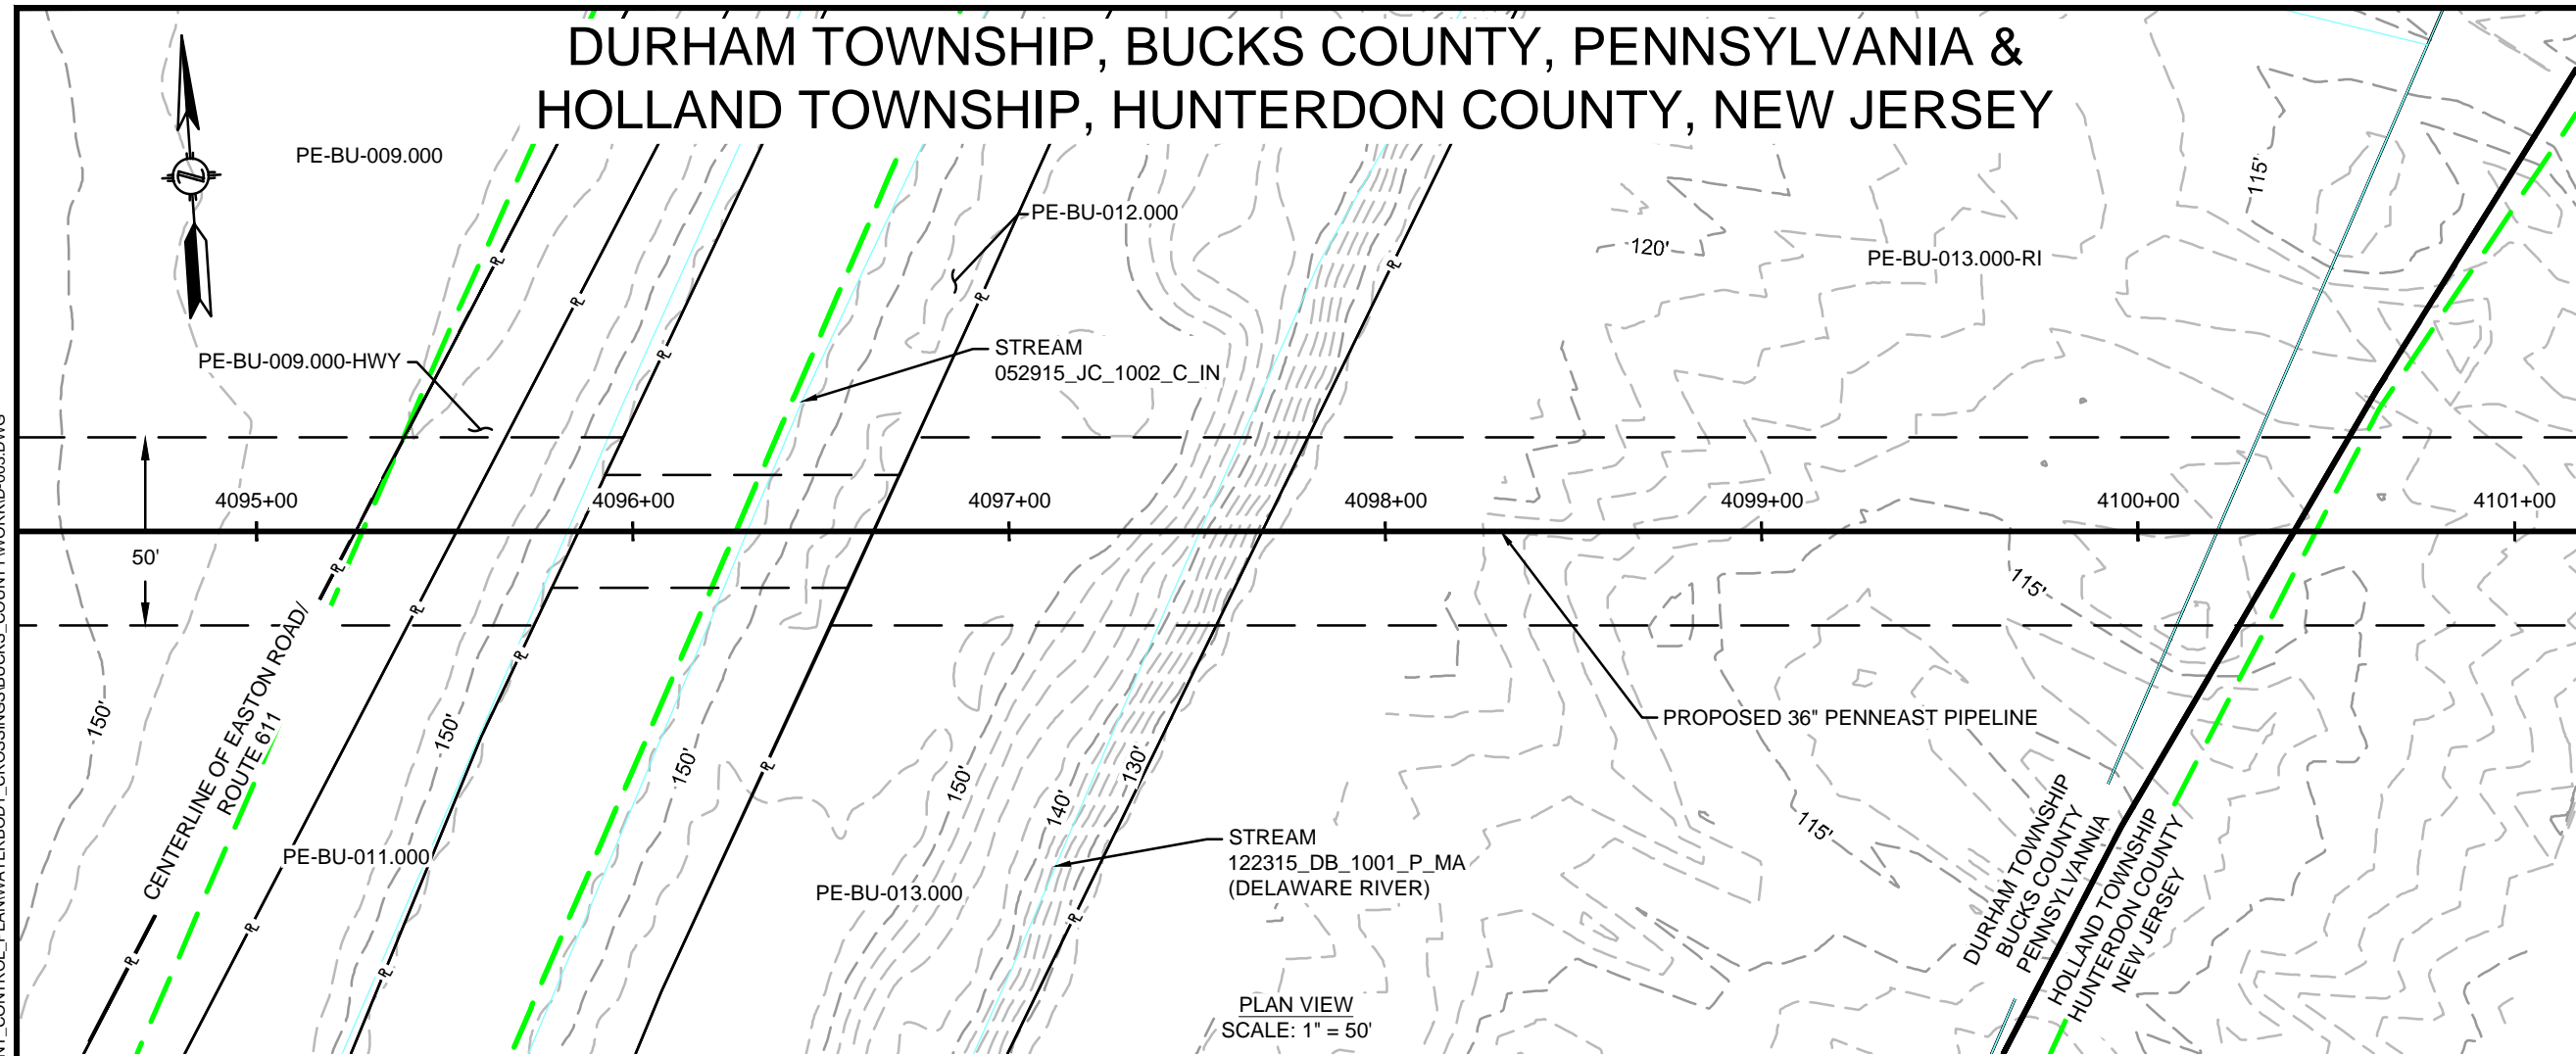 DURHAM TOWNSHIP, BUCKS COUNTY, PENNSYLVANIA &
HOLLAND TOWNSHIP, HUNTERDON COUNTY, NEW JERSEY
PE-BU-009.000
PE-BU-012.000
115'
120'
PE-BU-013.000-RI
PE-BU-009.000-HWY
STREAM
052915_JC_1002_C_IN
4095+00
4096+00
4097+00
4098+00
4099+00
4100+00
4101+00
50'
115'
CENTERLINE OF EASTON ROAD/
ROUTE 611
150'
150'
150'
150'
140'
130'
PROPOSED 36" PENNEAST PIPELINE
115'
PE-BU-011.000
PE-BU-013.000
STREAM
122315_DB_1001_P_MA
(DELAWARE RIVER)
DURHAM TOWNSHIP
BUCKS COUNTY
PENNSYLVANNIA
HOLLAND TOWNSHIP
HUNTERDON COUNTY
NEW JERSEY
PLAN VIEW
SCALE: 1" = 50'